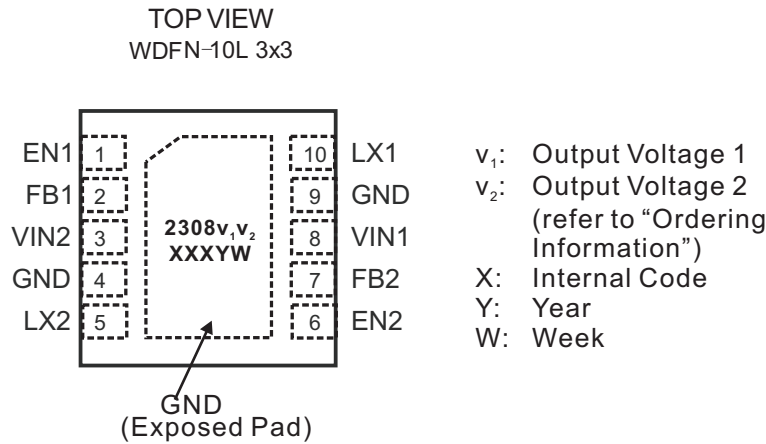 TOP VIEW
WDFN-10L 3x3
EN1 1
FB1 2
VIN2 3
GND 4
LX2 5
2308v₁v₂
XXXYW
10 LX1
9 GND
8 VIN1
7 FB2
6 EN2
GND
(Exposed Pad)
v₁: Output Voltage 1
v₂: Output Voltage 2
(refer to “Ordering
Information”)
X: Internal Code
Y: Year
W: Week